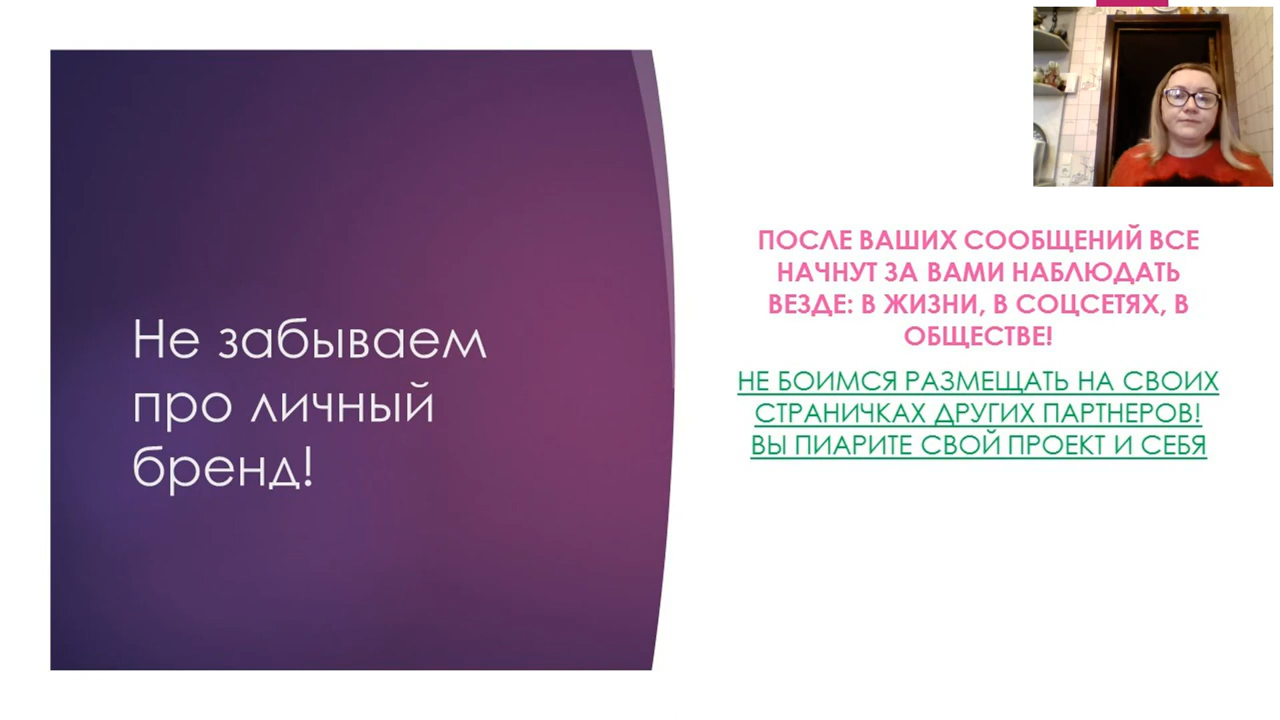 Не забываем
про личный
бренд!
ПОСЛЕ ВАШИХ СООБЩЕНИЙ ВСЕ
НАЧНУТ ЗА ВАМИ НАБЛЮДАТЬ
ВЕЗДЕ: В ЖИЗНИ, В СОЦСЕТЯХ, В
ОБЩЕСТВЕ!
НЕ БОИМСЯ РАЗМЕЩАТЬ НА СВОИХ
СТРАНИЧКАХ ДРУГИХ ПАРТНЕРОВ!
ВЫ ПИАРИТЕ СВОЙ ПРОЕКТ И СЕБЯ